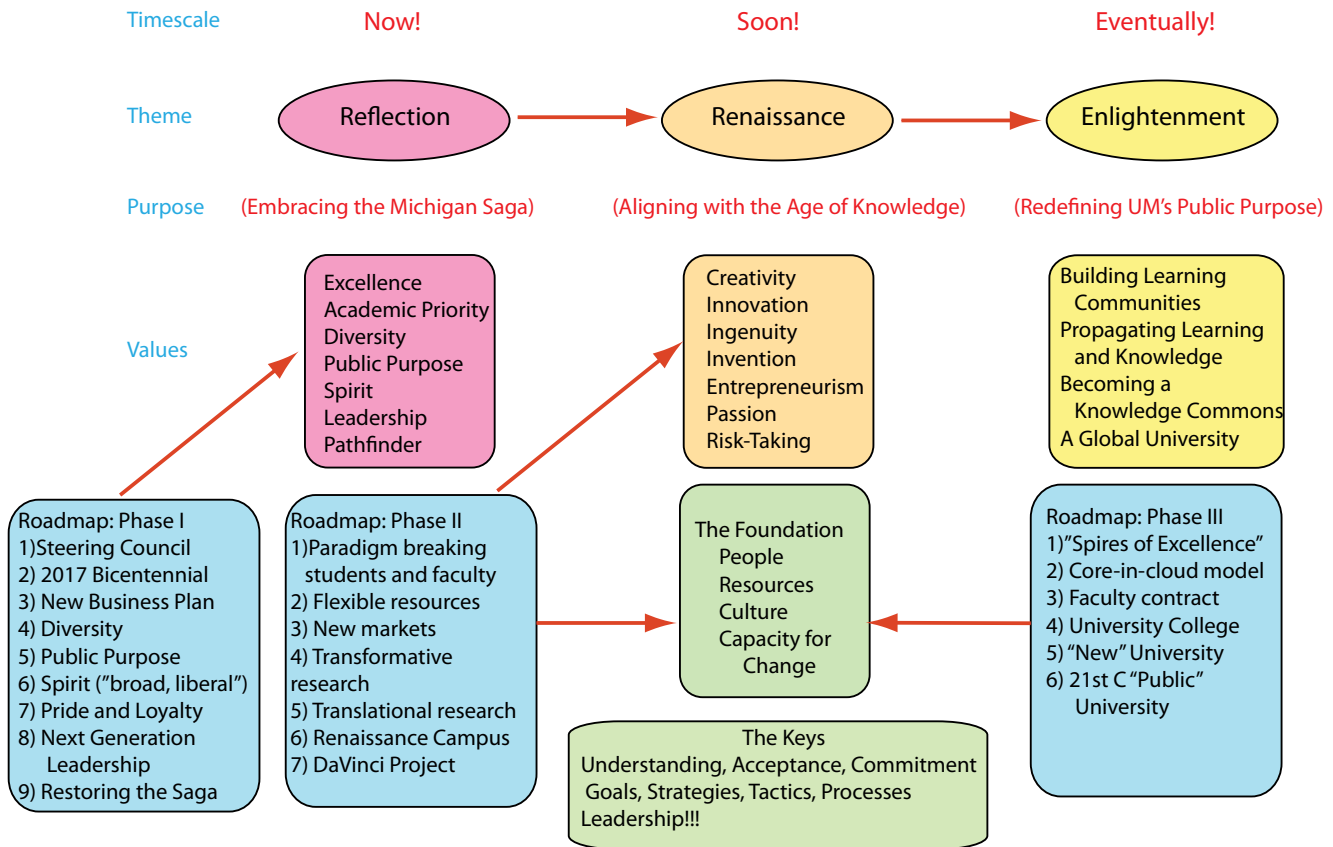 Timescale
Now!
Soon!
Eventually!
Theme
Reflection
Renaissance
Enlightenment
Purpose
(Embracing the Michigan Saga)
(Aligning with the Age of Knowledge)
(Redefining UM's Public Purpose)
Values
Excellence
Academic Priority
Diversity
Public Purpose
Spirit
Leadership
Pathfinder
Creativity
Innovation
Ingenuity
Invention
Entrepreneurism
Passion
Risk-Taking
Building Learning
Communities
Propagating Learning
and Knowledge
Becoming a
Knowledge Commons
A Global University
Roadmap: Phase I
1)Steering Council
2) 2017 Bicentennial
3) New Business Plan
4) Diversity
5) Public Purpose
6) Spirit ("broad, liberal")
7) Pride and Loyalty
8) Next Generation
Leadership
9) Restoring the Saga
Roadmap: Phase II
1)Paradigm breaking
students and faculty
2) Flexible resources
3) New markets
4) Transformative
research
5) Translational research
6) Renaissance Campus
7) DaVinci Project
The Foundation
People
Resources
Culture
Capacity for
Change
Roadmap: Phase III
1)"Spires of Excellence"
2) Core-in-cloud model
3) Faculty contract
4) University College
5) "New" University
6) 21st C "Public"
University
The Keys
Understanding, Acceptance, Commitment
Goals, Strategies, Tactics, Processes
Leadership!!!